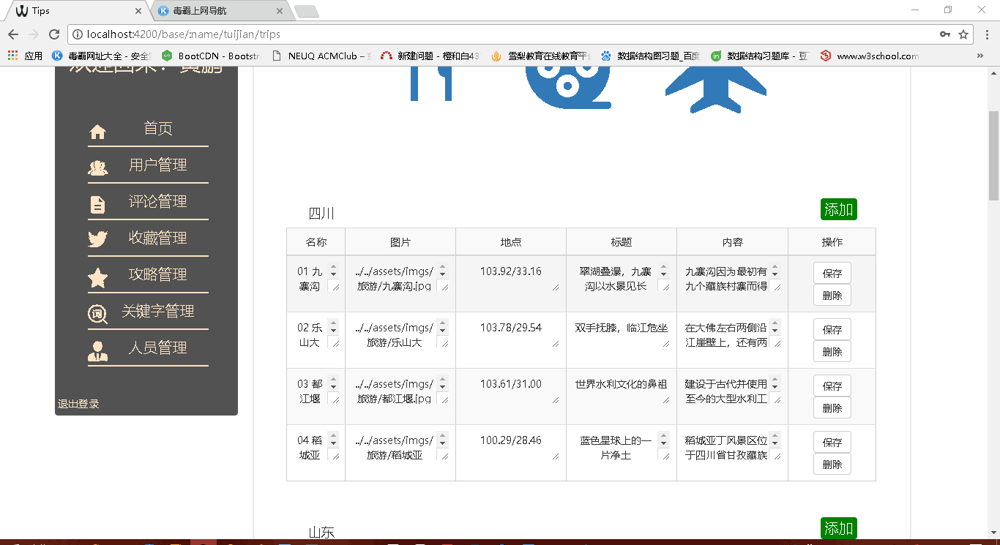 Tips
毒霸上网导航
localhost:4200/base/:name/tuijian/trips
应用
毒霸网址大全 - 安全
BootCDN - Bootstr
NEUQ ACMClub -
新建问题 - 橙和白43
雪梨教育在线教育平
数据结构图习题_百度
数据结构习题库 - 豆丁
www.w3school.com
»
欢迎回来！黄鹏
首页
用户管理
评论管理
收藏管理
攻略管理
词
关键字管理
人员管理
退出登录
四川
添加
名称 图片 地点 标题 内容 操作
01 九寨沟
../../assets/imgs/旅游/九寨沟.jpg
103.92/33.16
翠湖叠瀑，九寨沟以水景见长
九寨沟因为最初有九个藏族村寨而得
保存
删除
02 乐山大
../../assets/imgs/旅游/乐山大
103.78/29.54
双手抚膝，临江危坐
在大佛左右两侧沿江崖壁上，还有两
保存
删除
03 都江堰
../../assets/imgs/旅游/都江堰.jpg
103.61/31.00
世界水利文化的鼻祖
建设于古代并使用至今的大型水利工
保存
删除
04 稻城亚
../../assets/imgs/旅游/稻城亚
100.29/28.46
蓝色星球上的一片净土
稻城亚丁风景区位于四川省甘孜藏族
保存
删除
山东
添加